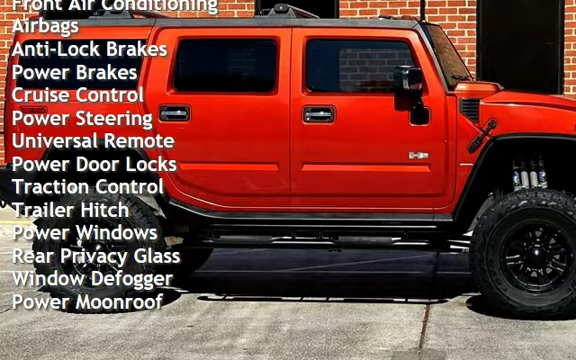 Front Air Conditioning
Airbags
Anti-Lock Brakes
Power Brakes
Cruise Control
Power Steering
Universal Remote
Power Door Locks
Traction Control
Trailer Hitch
Power Windows
Rear Privacy Glass
Window Defogger
Power Moonroof